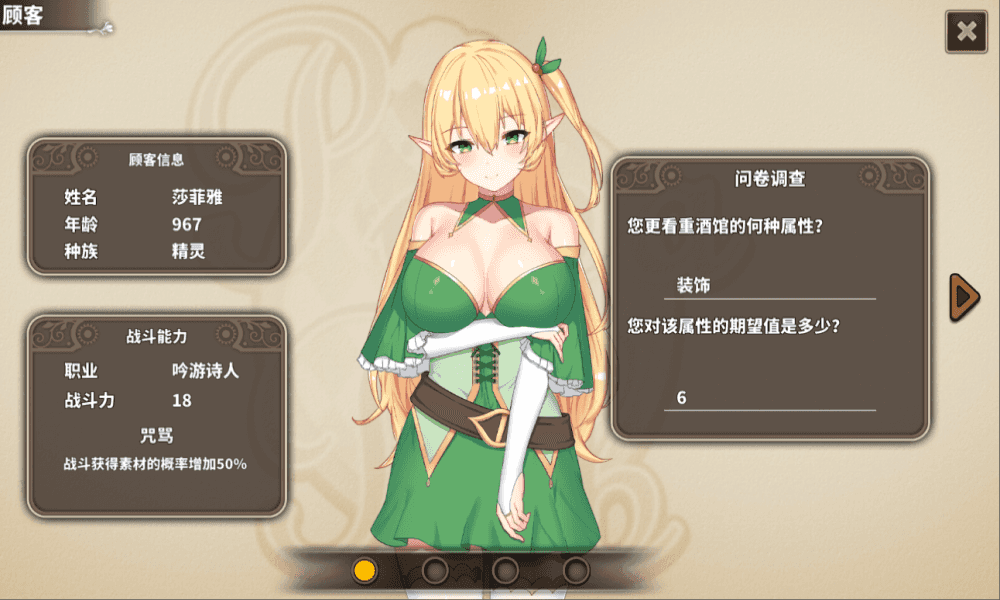 顾客
顾客信息
姓名 莎菲雅
年龄 967
种族 精灵
战斗能力
职业 吟游诗人
战斗力 18
咒骂
战斗获得素材的概率增加50%
问卷调查
您更看重酒馆的何种属性?
装饰
您对该属性的期望值是多少?
6